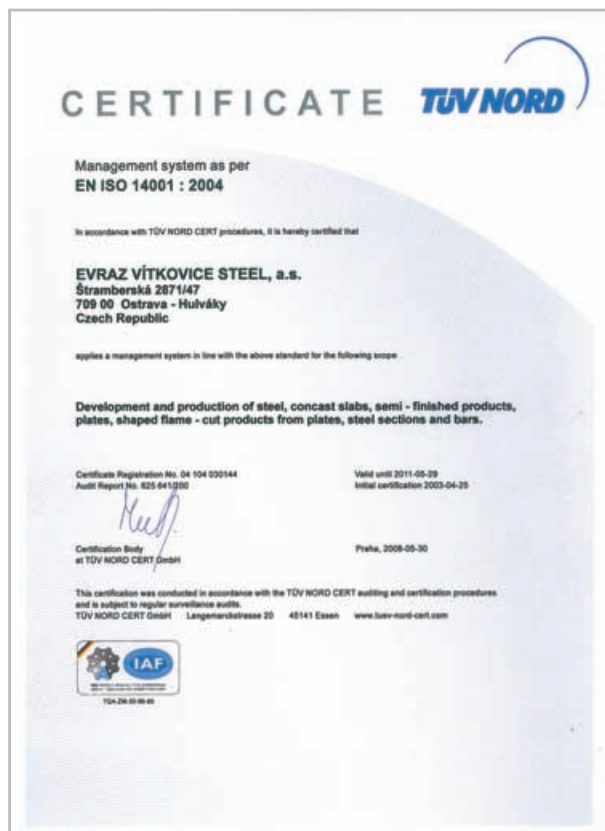 CERTIFICATE TÜV NORD
Management system as per
EN ISO 14001 : 2004
In accordance with TÜV NORD CERT procedures, it is hereby certified that
EVRAZ VÍTKOVICE STEEL, a.s.
Štramberská 2871/47
709 00 Ostrava - Hulváky
Czech Republic
applies a management system in line with the above standard for the following scope
Development and production of steel, concast slabs, semi - finished products,
plates, shaped flame - cut products from plates, steel sections and bars.
Certificate Registration No. 04 104 030144
Audit Report No. 625 641/200
Valid until 2011-05-29
Initial certification 2003-04-25
Certification Body
at TÜV NORD CERT GmbH
Praha, 2008-05-30
This certification was conducted in accordance with the TÜV NORD CERT auditing and certification procedures
and is subject to regular surveillance audits.
TÜV NORD CERT GmbH Langemarckstrasse 20 45141 Essen www.tuev-nord-cert.com
IAF